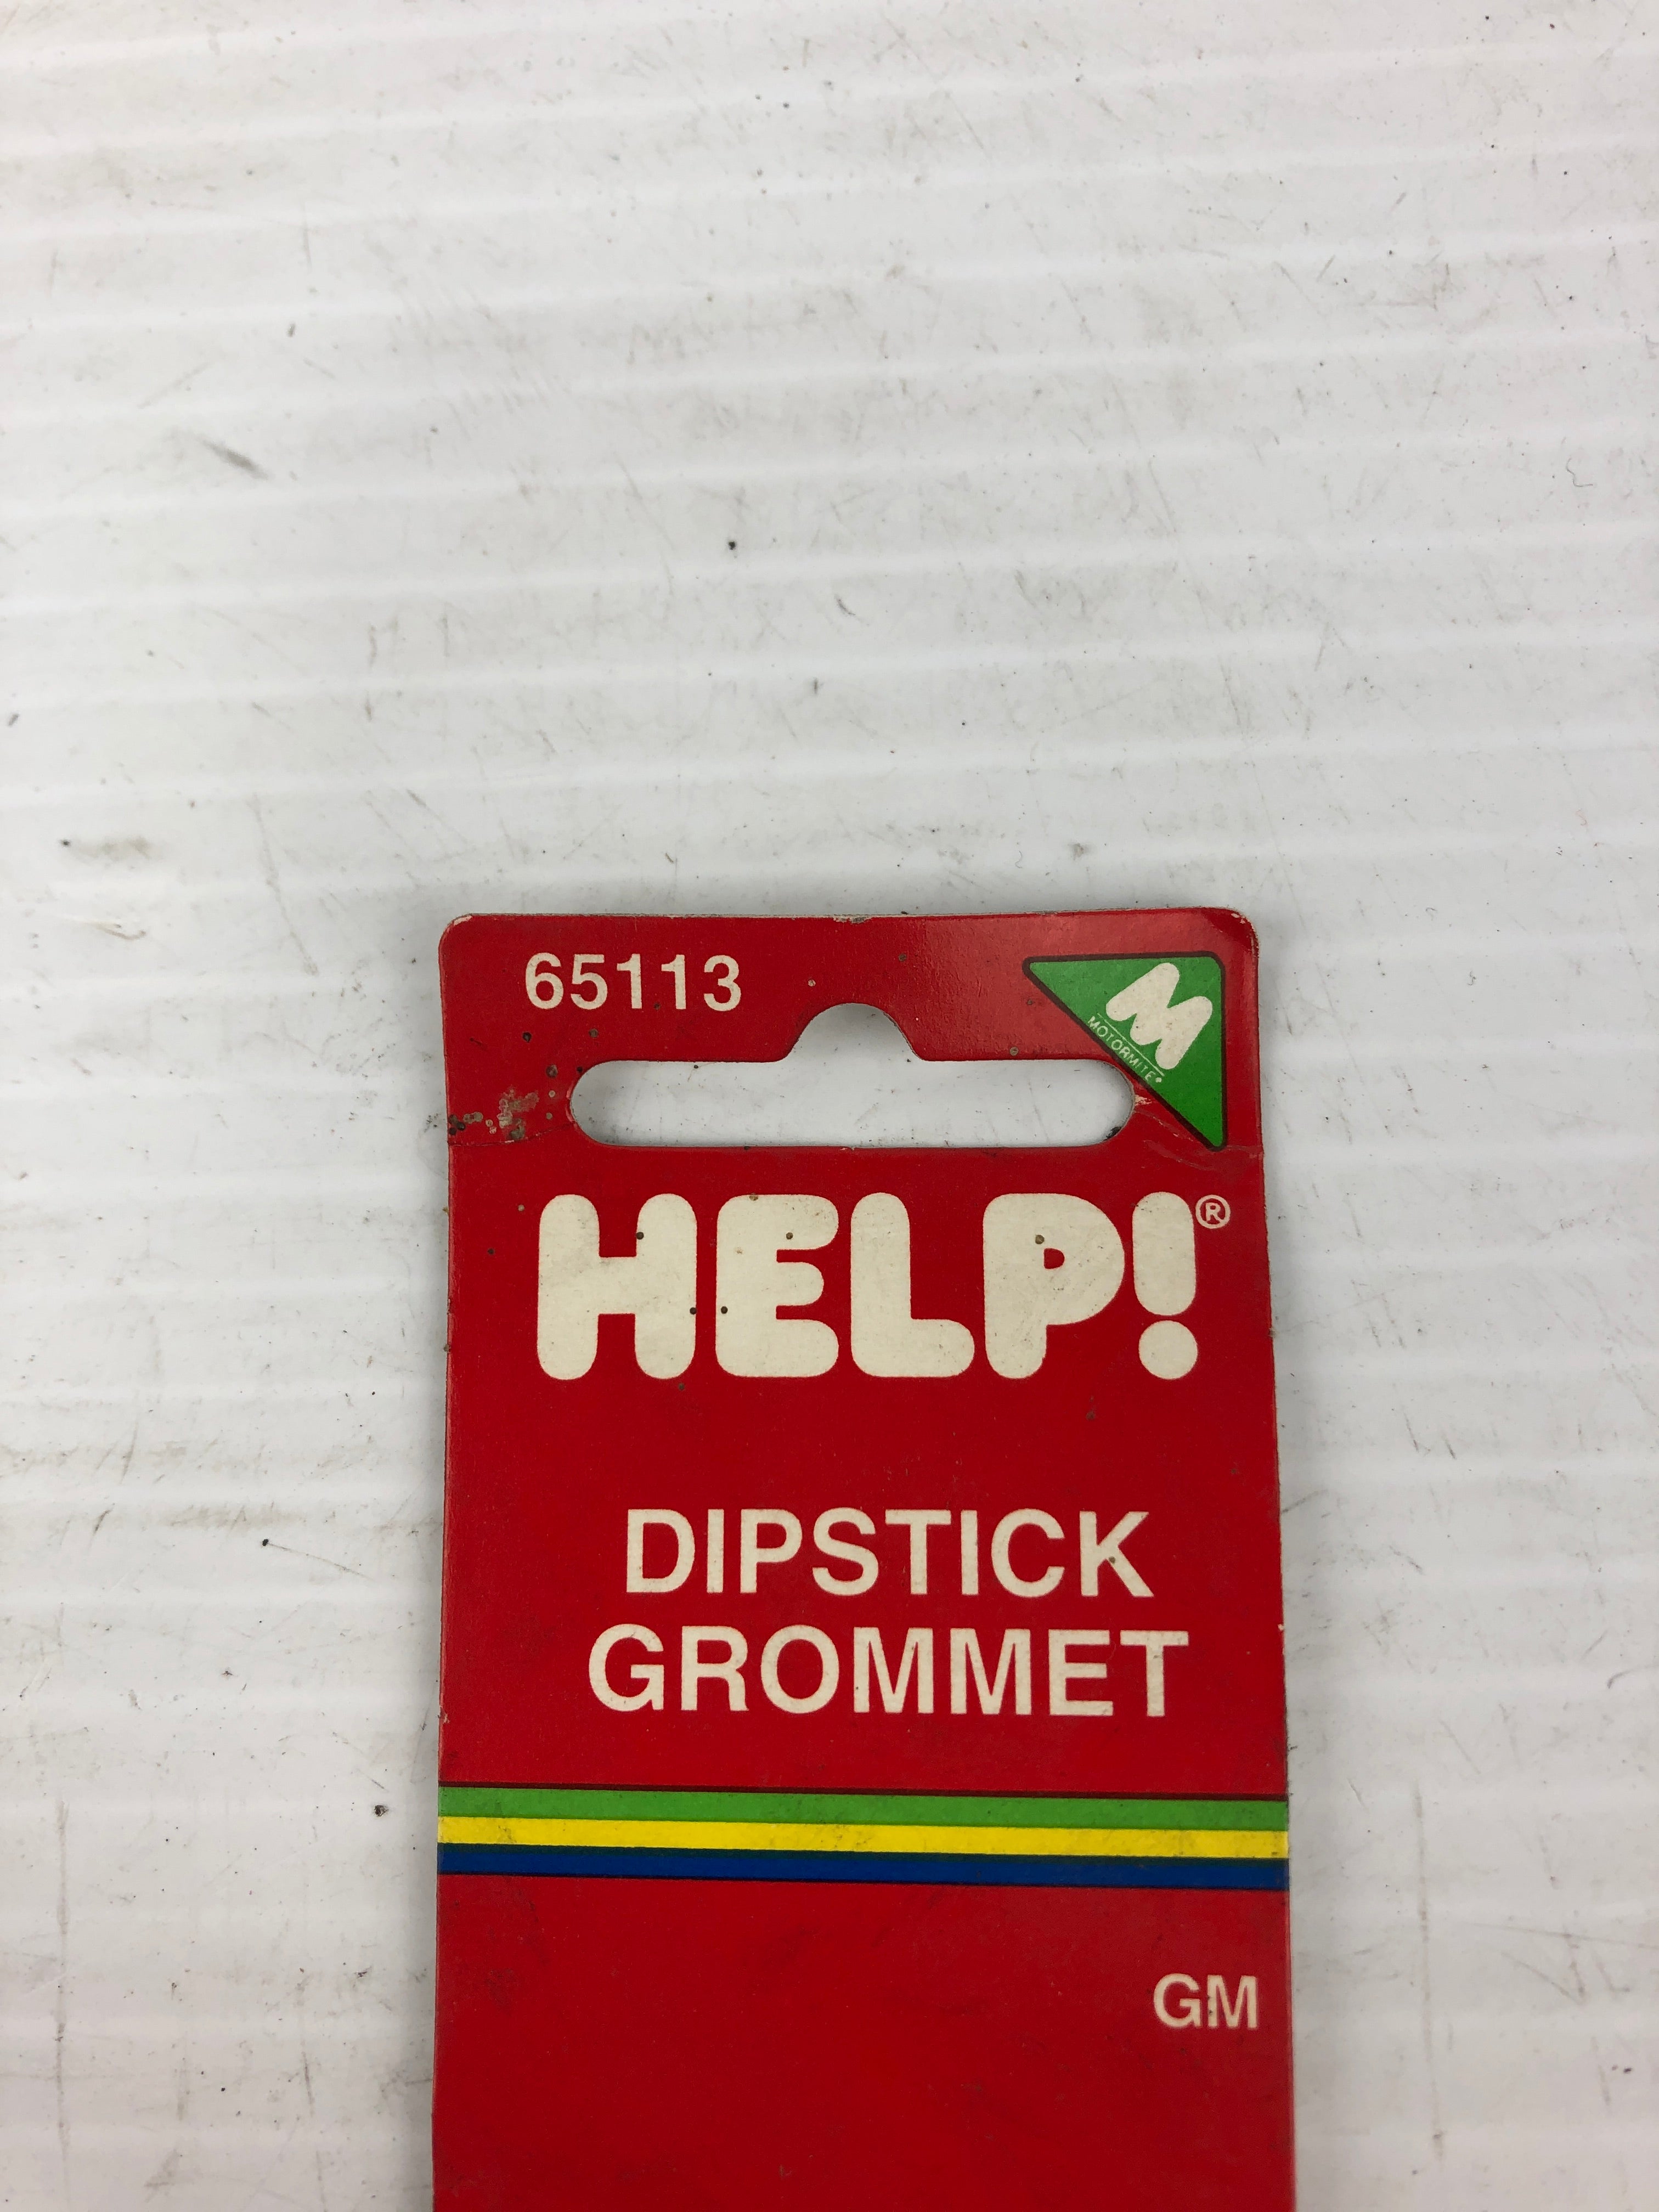 65113
M
MOTORMITE®
HELP!®
DIPSTICK
GROMMET
GM